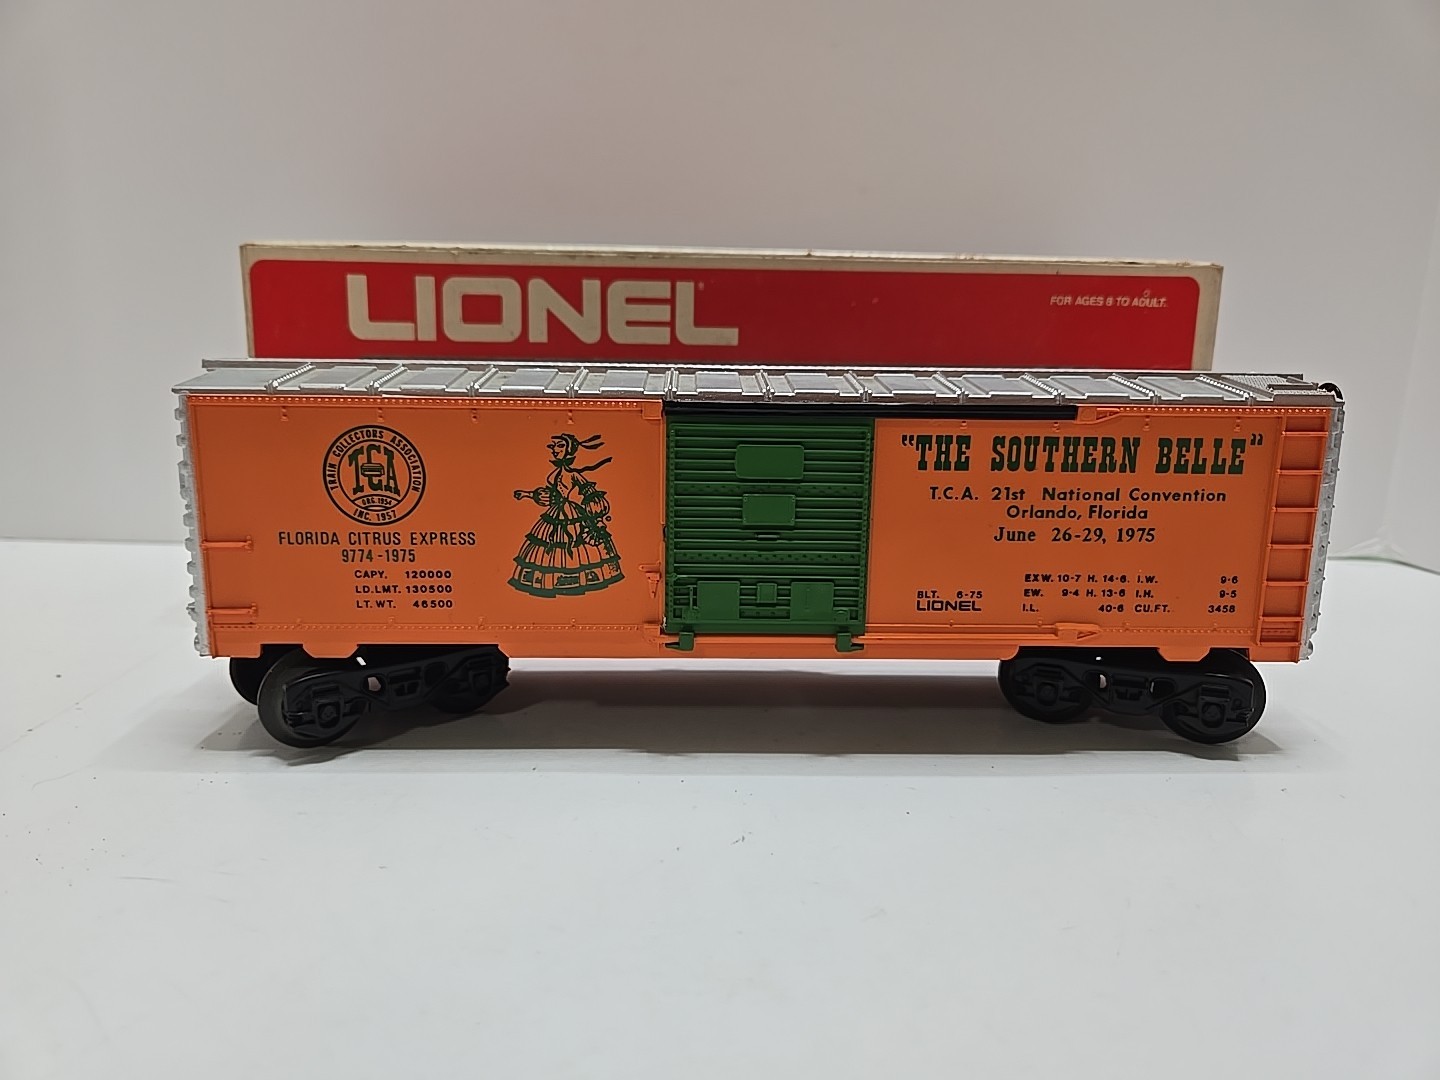 LIONEL
FOR AGES 8 TO ADULT.
TRAIN COLLECTORS ASSOCIATION
TCA
ORG. 1954
INC. 1957
FLORIDA CITRUS EXPRESS
9774-1975
CAPY. 120000
LD.LMT. 130500
LT. WT. 46500
"THE SOUTHERN BELLE"
T.C.A. 21st National Convention
Orlando, Florida
June 26-29, 1975
BLT. 6-75
LIONEL
EXW. 10-7 H. 14-6. I.W. 9-6
EW. 9-4 H. 13-6 I.H. 9-5
I.L. 40-6 CU.FT. 3458